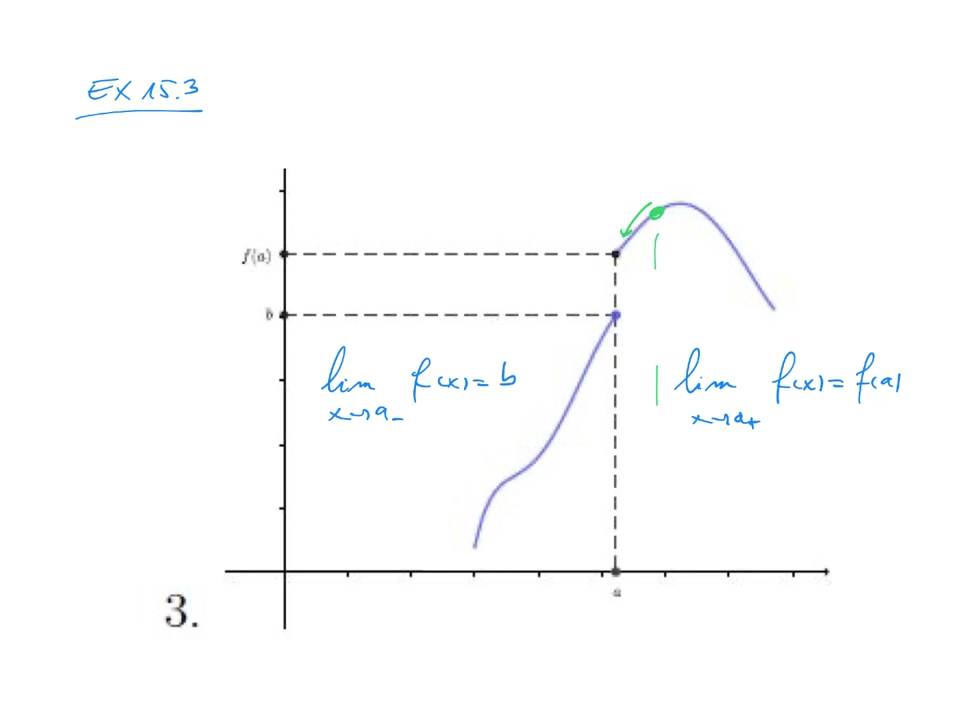 EX 15.3
f(a)
b
lim f(x) = b
x→a₋
lim f(x) = f(a)
x→a₊
a
3.